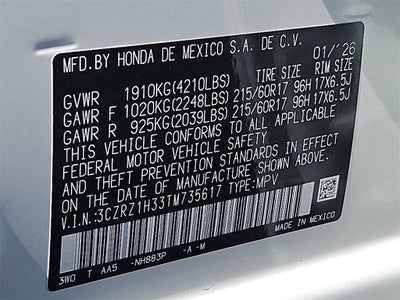 MFD.BY HONDA DE MEXICO S.A. DE C.V. 01/'26
TIRE SIZE RIM SIZE
GVWR 1910KG(4210LBS)
GAWR F 1020KG(2248LBS) 215/60R17 96H 17X6.5J
GAWR R 925KG(2039LBS) 215/60R17 96H 17X6.5J
THIS VEHICLE CONFORMS TO ALL APPLICABLE
FEDERAL MOTOR VEHICLE SAFETY AND
THEFT PREVENTION STANDARDS IN EFFECT ON
THE DATE OF MANUFACTURE SHOWN ABOVE.
V.I.N.:3CZRZ1H33TM735617 TYPE:MPV
3W0 T AA5 -NH883P -A -M
MADE IN MEXICO